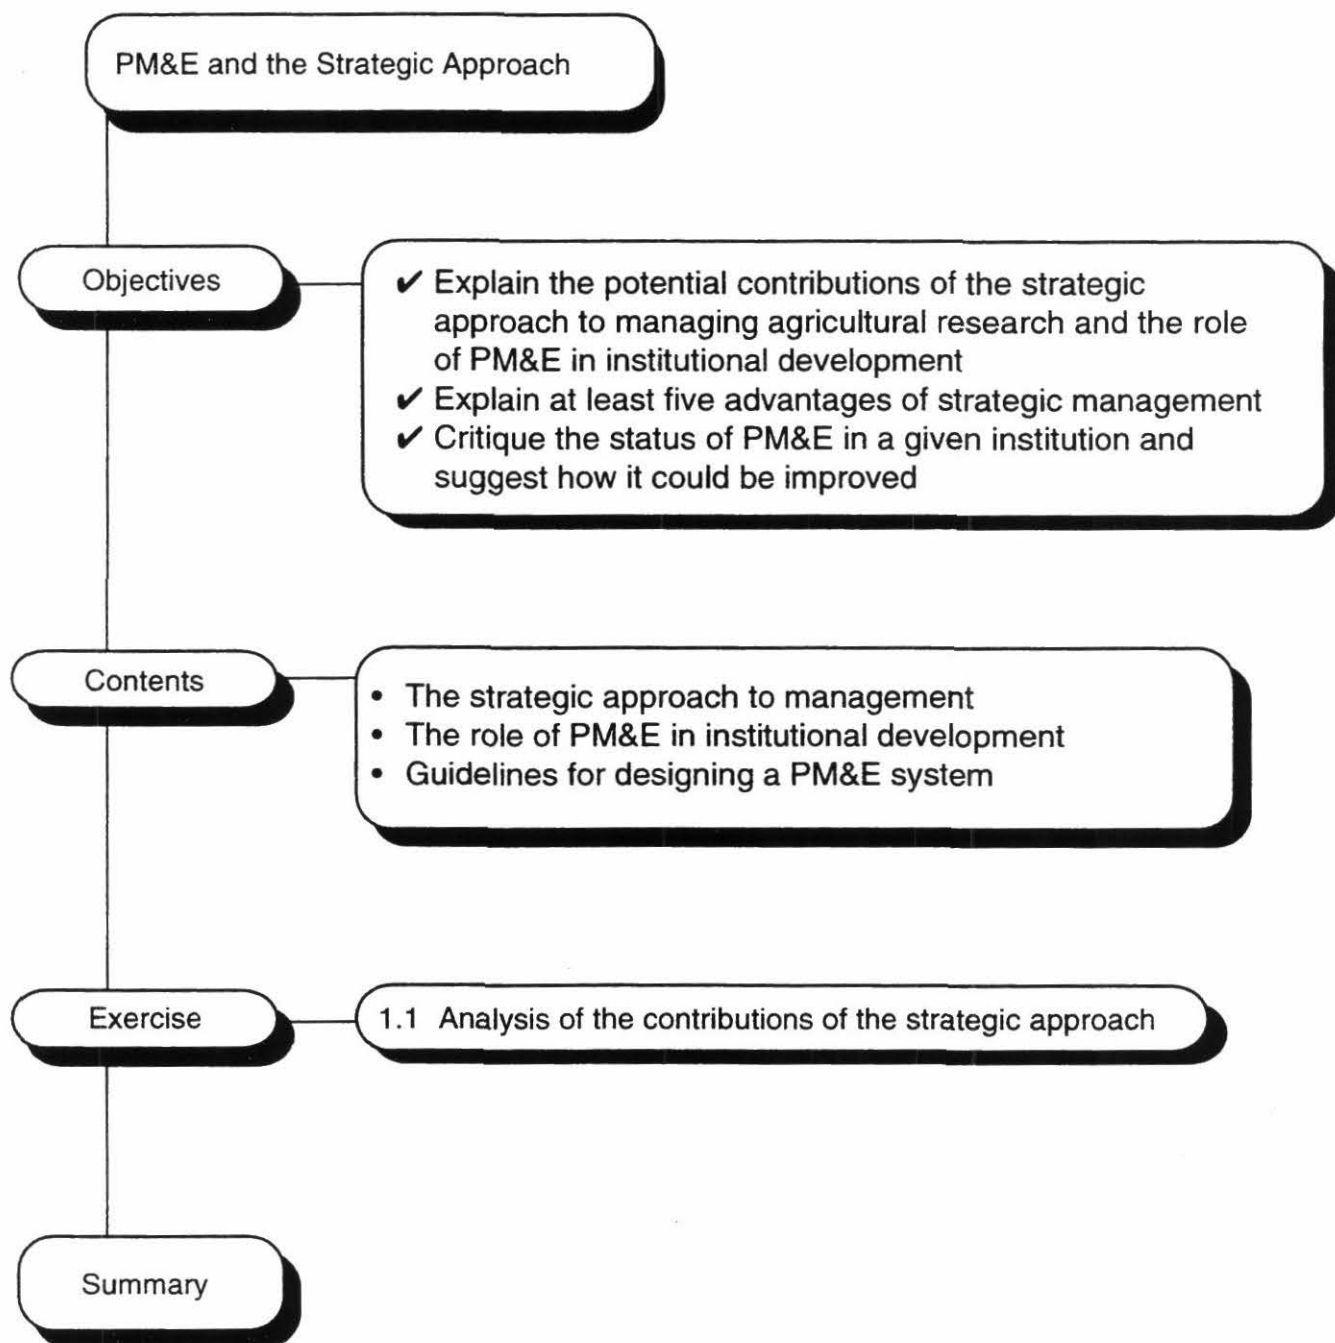 PM&E and the Strategic Approach
Objectives
✔ Explain the potential contributions of the strategic
approach to managing agricultural research and the role
of PM&E in institutional development
✔ Explain at least five advantages of strategic management
✔ Critique the status of PM&E in a given institution and
suggest how it could be improved
Contents
• The strategic approach to management
• The role of PM&E in institutional development
• Guidelines for designing a PM&E system
Exercise
1.1 Analysis of the contributions of the strategic approach
Summary